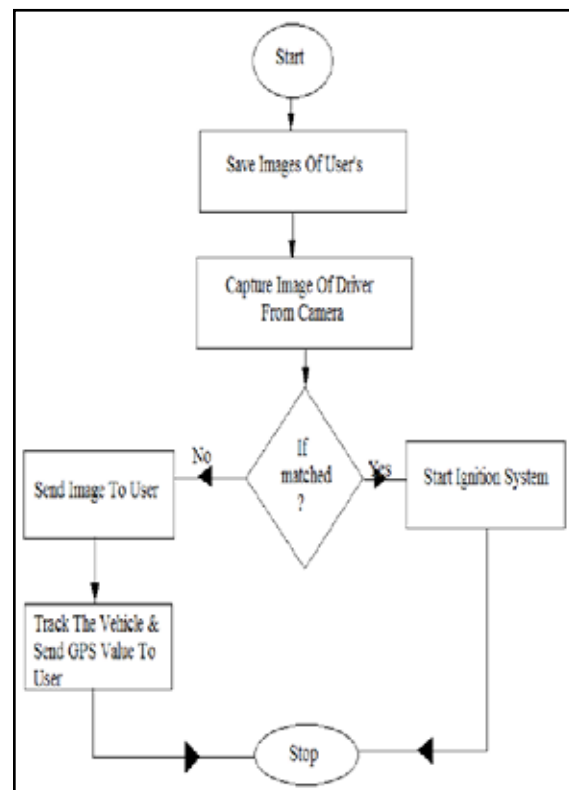 Start
Save Images Of User's
Capture Image Of Driver
From Camera
If
matched
?
No
Yes
Send Image To User
Start Ignition System
Track The Vehicle &
Send GPS Value To
User
Stop